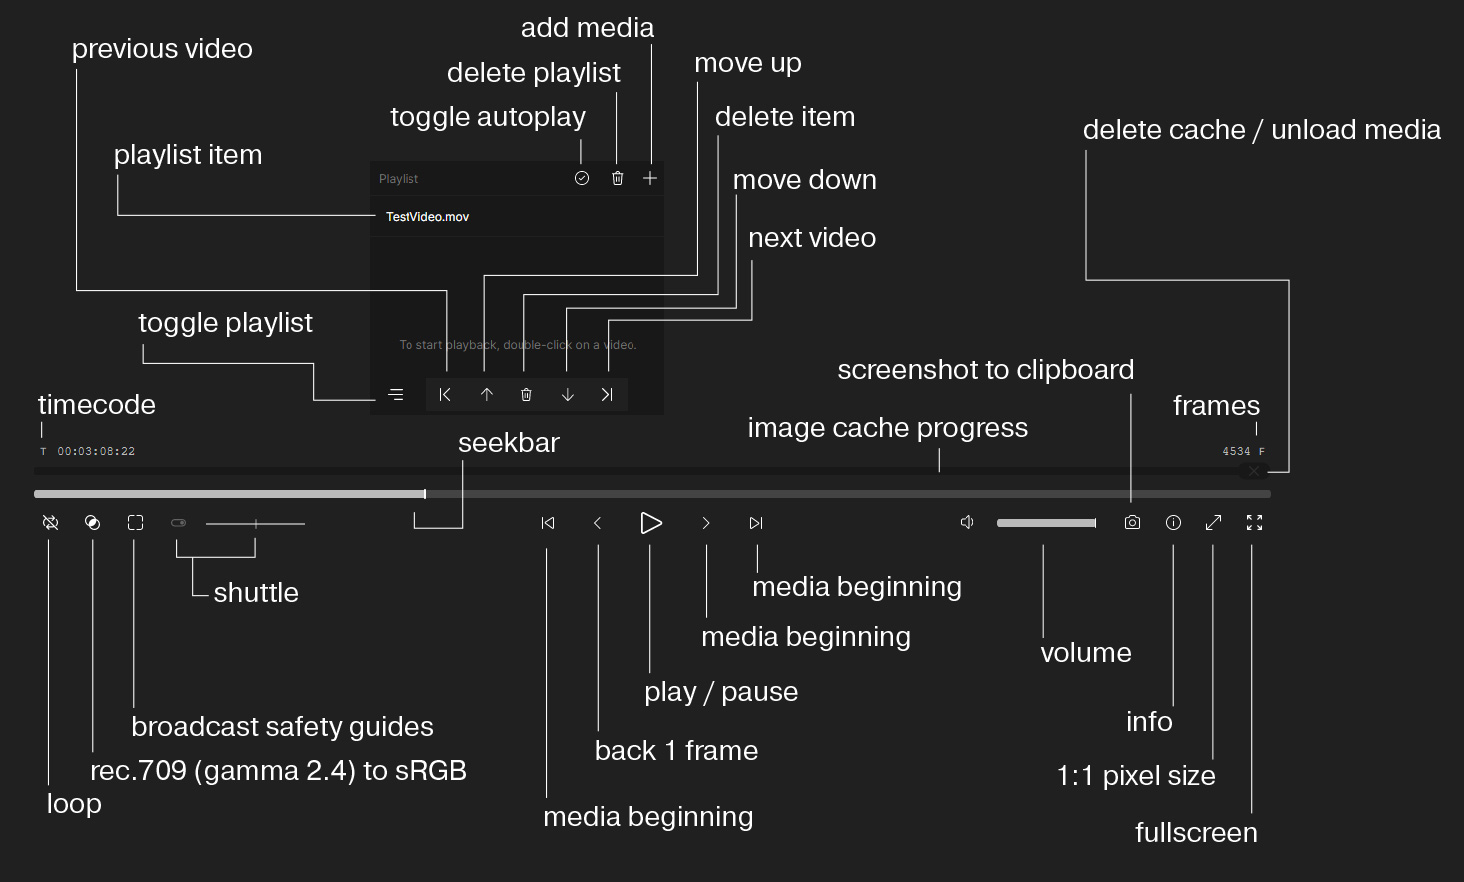 add media
previous video
move up
delete playlist
toggle autoplay
delete item
delete cache / unload media
playlist item
Playlist
move down
TestVideo.mov
next video
toggle playlist
To start playback, double-click on a video.
screenshot to clipboard
timecode
frames
image cache progress
seekbar
T 00:03:08:22
4534 F
shuttle
media beginning
media beginning
volume
play / pause
info
broadcast safety guides
back 1 frame
rec.709 (gamma 2.4) to sRGB
1:1 pixel size
loop
media beginning
fullscreen